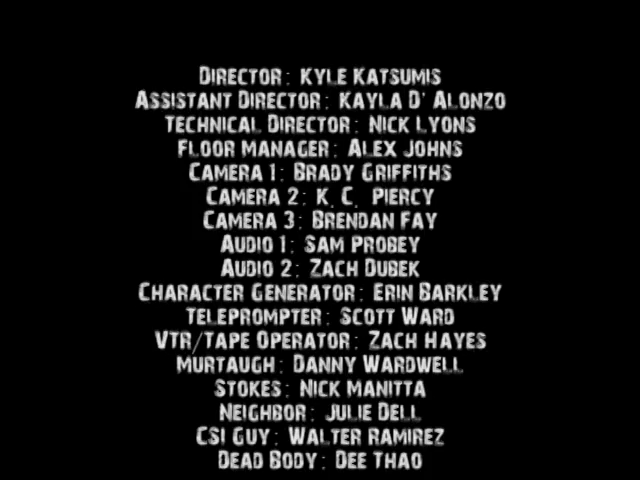 Director: Kyle Katsumis
Assistant Director: Kayla D' Alonzo
Technical Director: Nick Lyons
Floor Manager: Alex Johns
Camera 1: Brady Griffiths
Camera 2: K. C. Piercy
Camera 3: Brendan Fay
Audio 1: Sam Probey
Audio 2: Zach Dubek
Character Generator: Erin Barkley
Teleprompter: Scott Ward
VTR/Tape Operator: Zach Hayes
Murtaugh: Danny Wardwell
Stokes: Nick Manitta
Neighbor: Julie Dell
CSI Guy: Walter Ramirez
Dead Body: Dee Thao